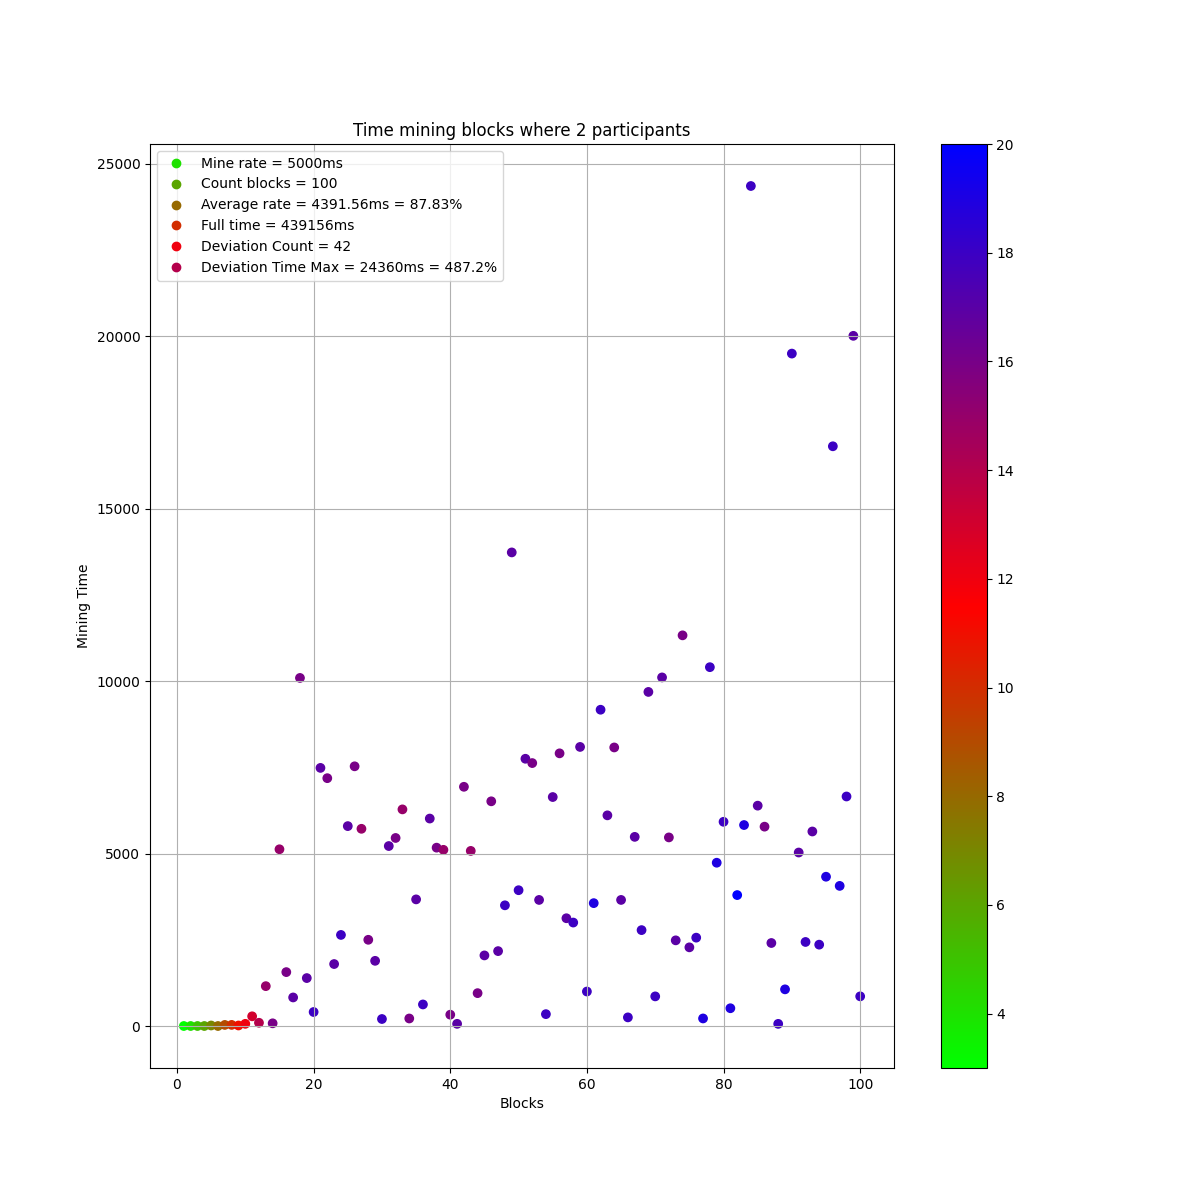 Time mining blocks where 2 participants
Mine rate = 5000ms
Count blocks = 100
Average rate = 4391.56ms = 87.83%
Full time = 439156ms
Deviation Count = 42
Deviation Time Max = 24360ms = 487.2%
25000
20000
15000
10000
5000
0
Mining Time
0 20 40 60 80 100
Blocks
20
18
16
14
12
10
8
6
4